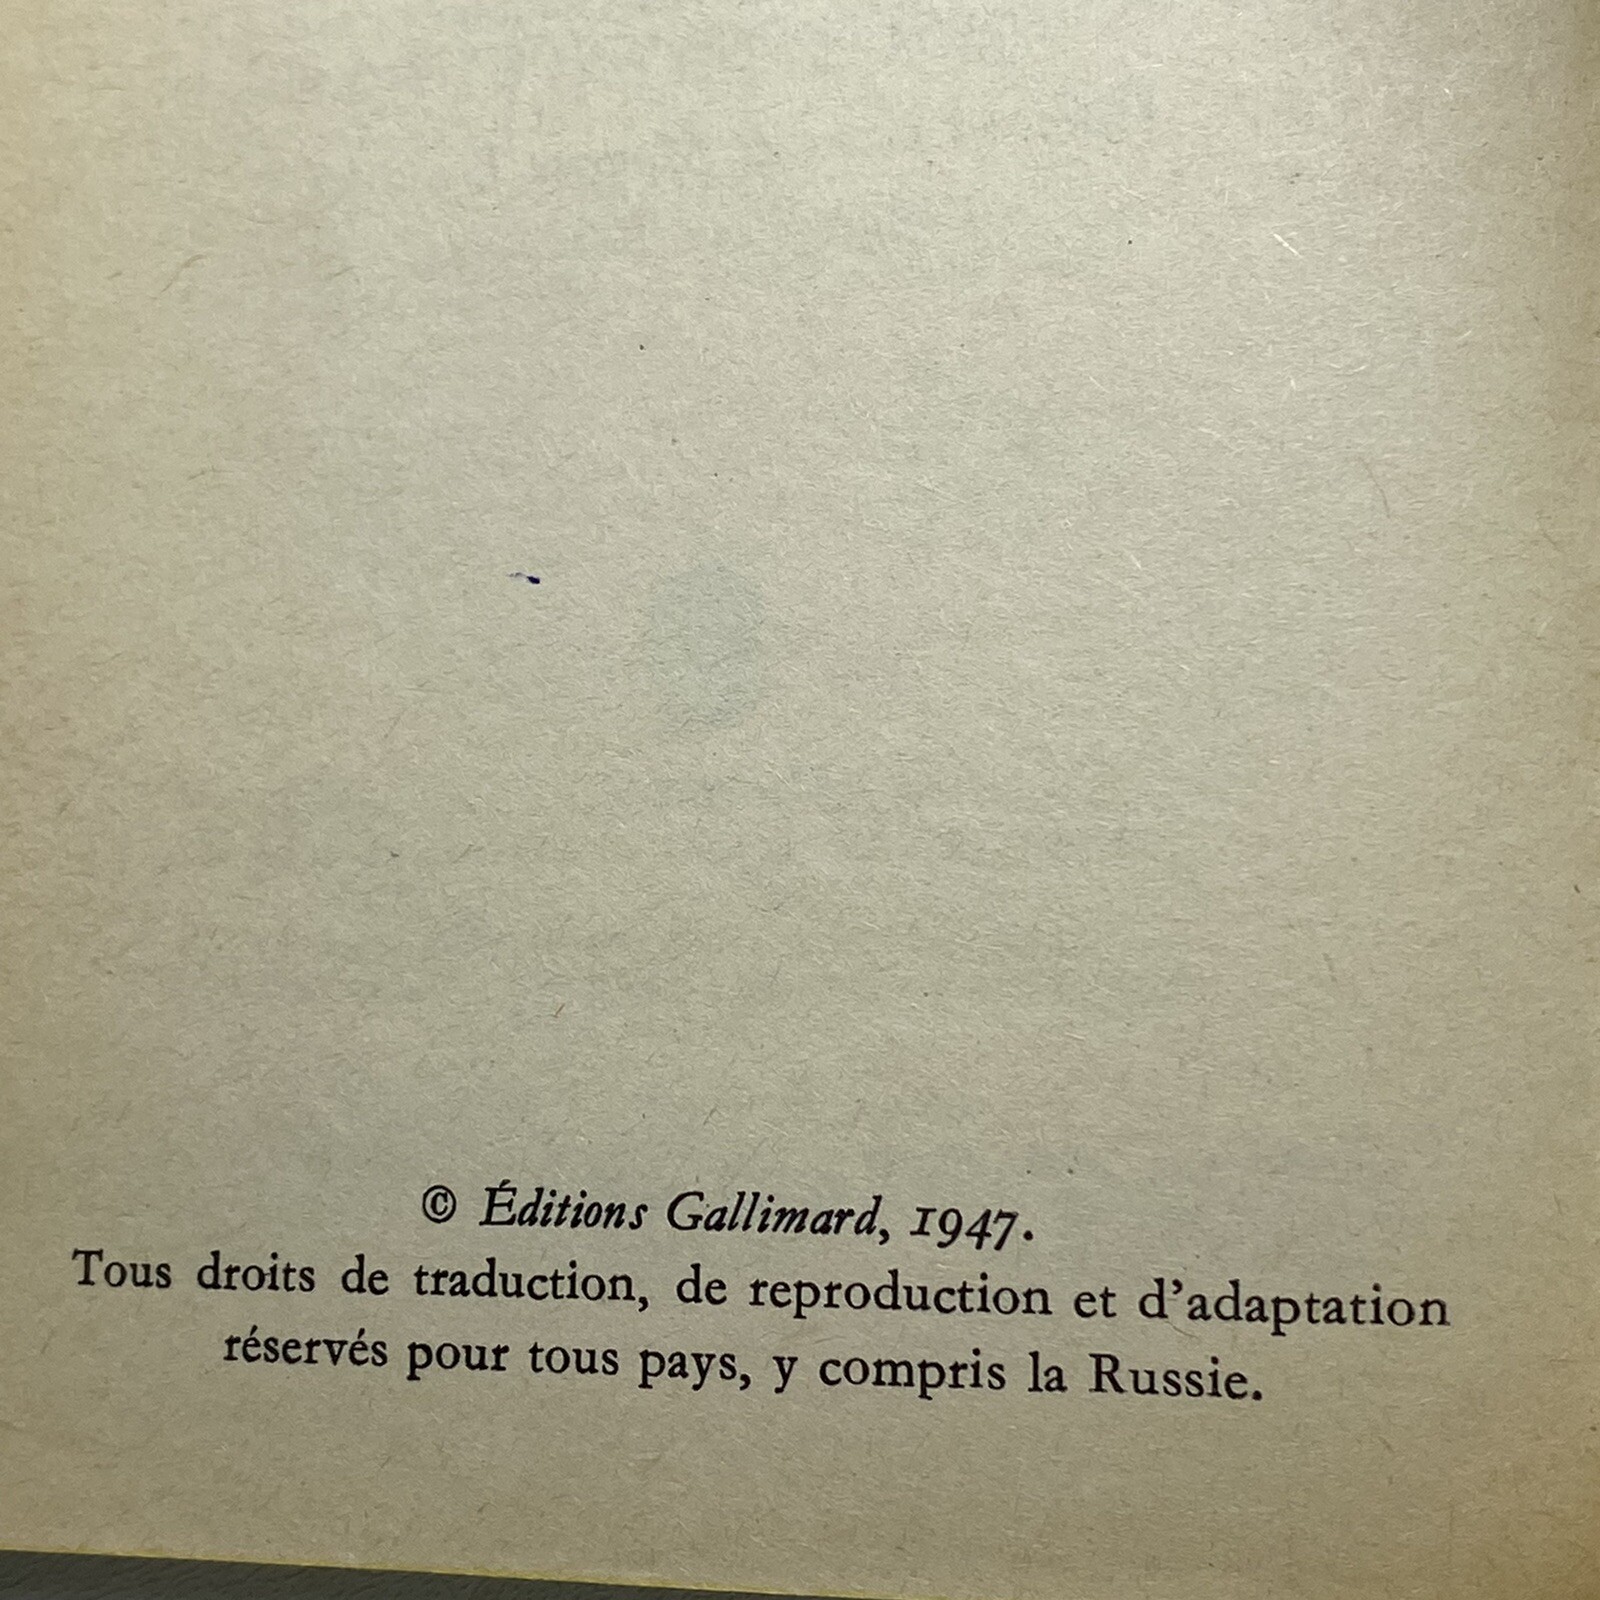 © Éditions Gallimard, 1947.
Tous droits de traduction, de reproduction et d’adaptation
réservés pour tous pays, y compris la Russie.